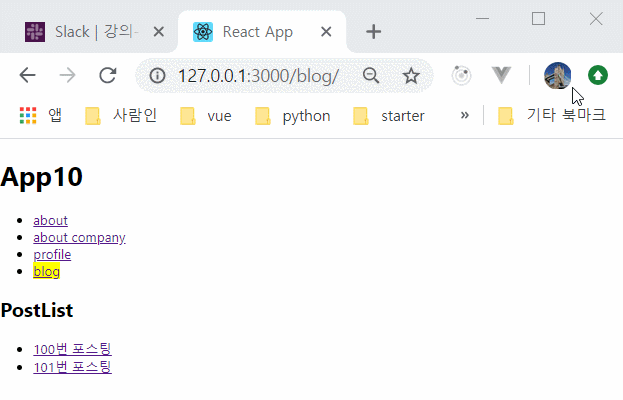 Slack | 강의-
React App
127.0.0.1:3000/blog/
앱 사람인 vue python starter » 기타 북마크
App10
about
about company
profile
blog
PostList
100번 포스팅
101번 포스팅